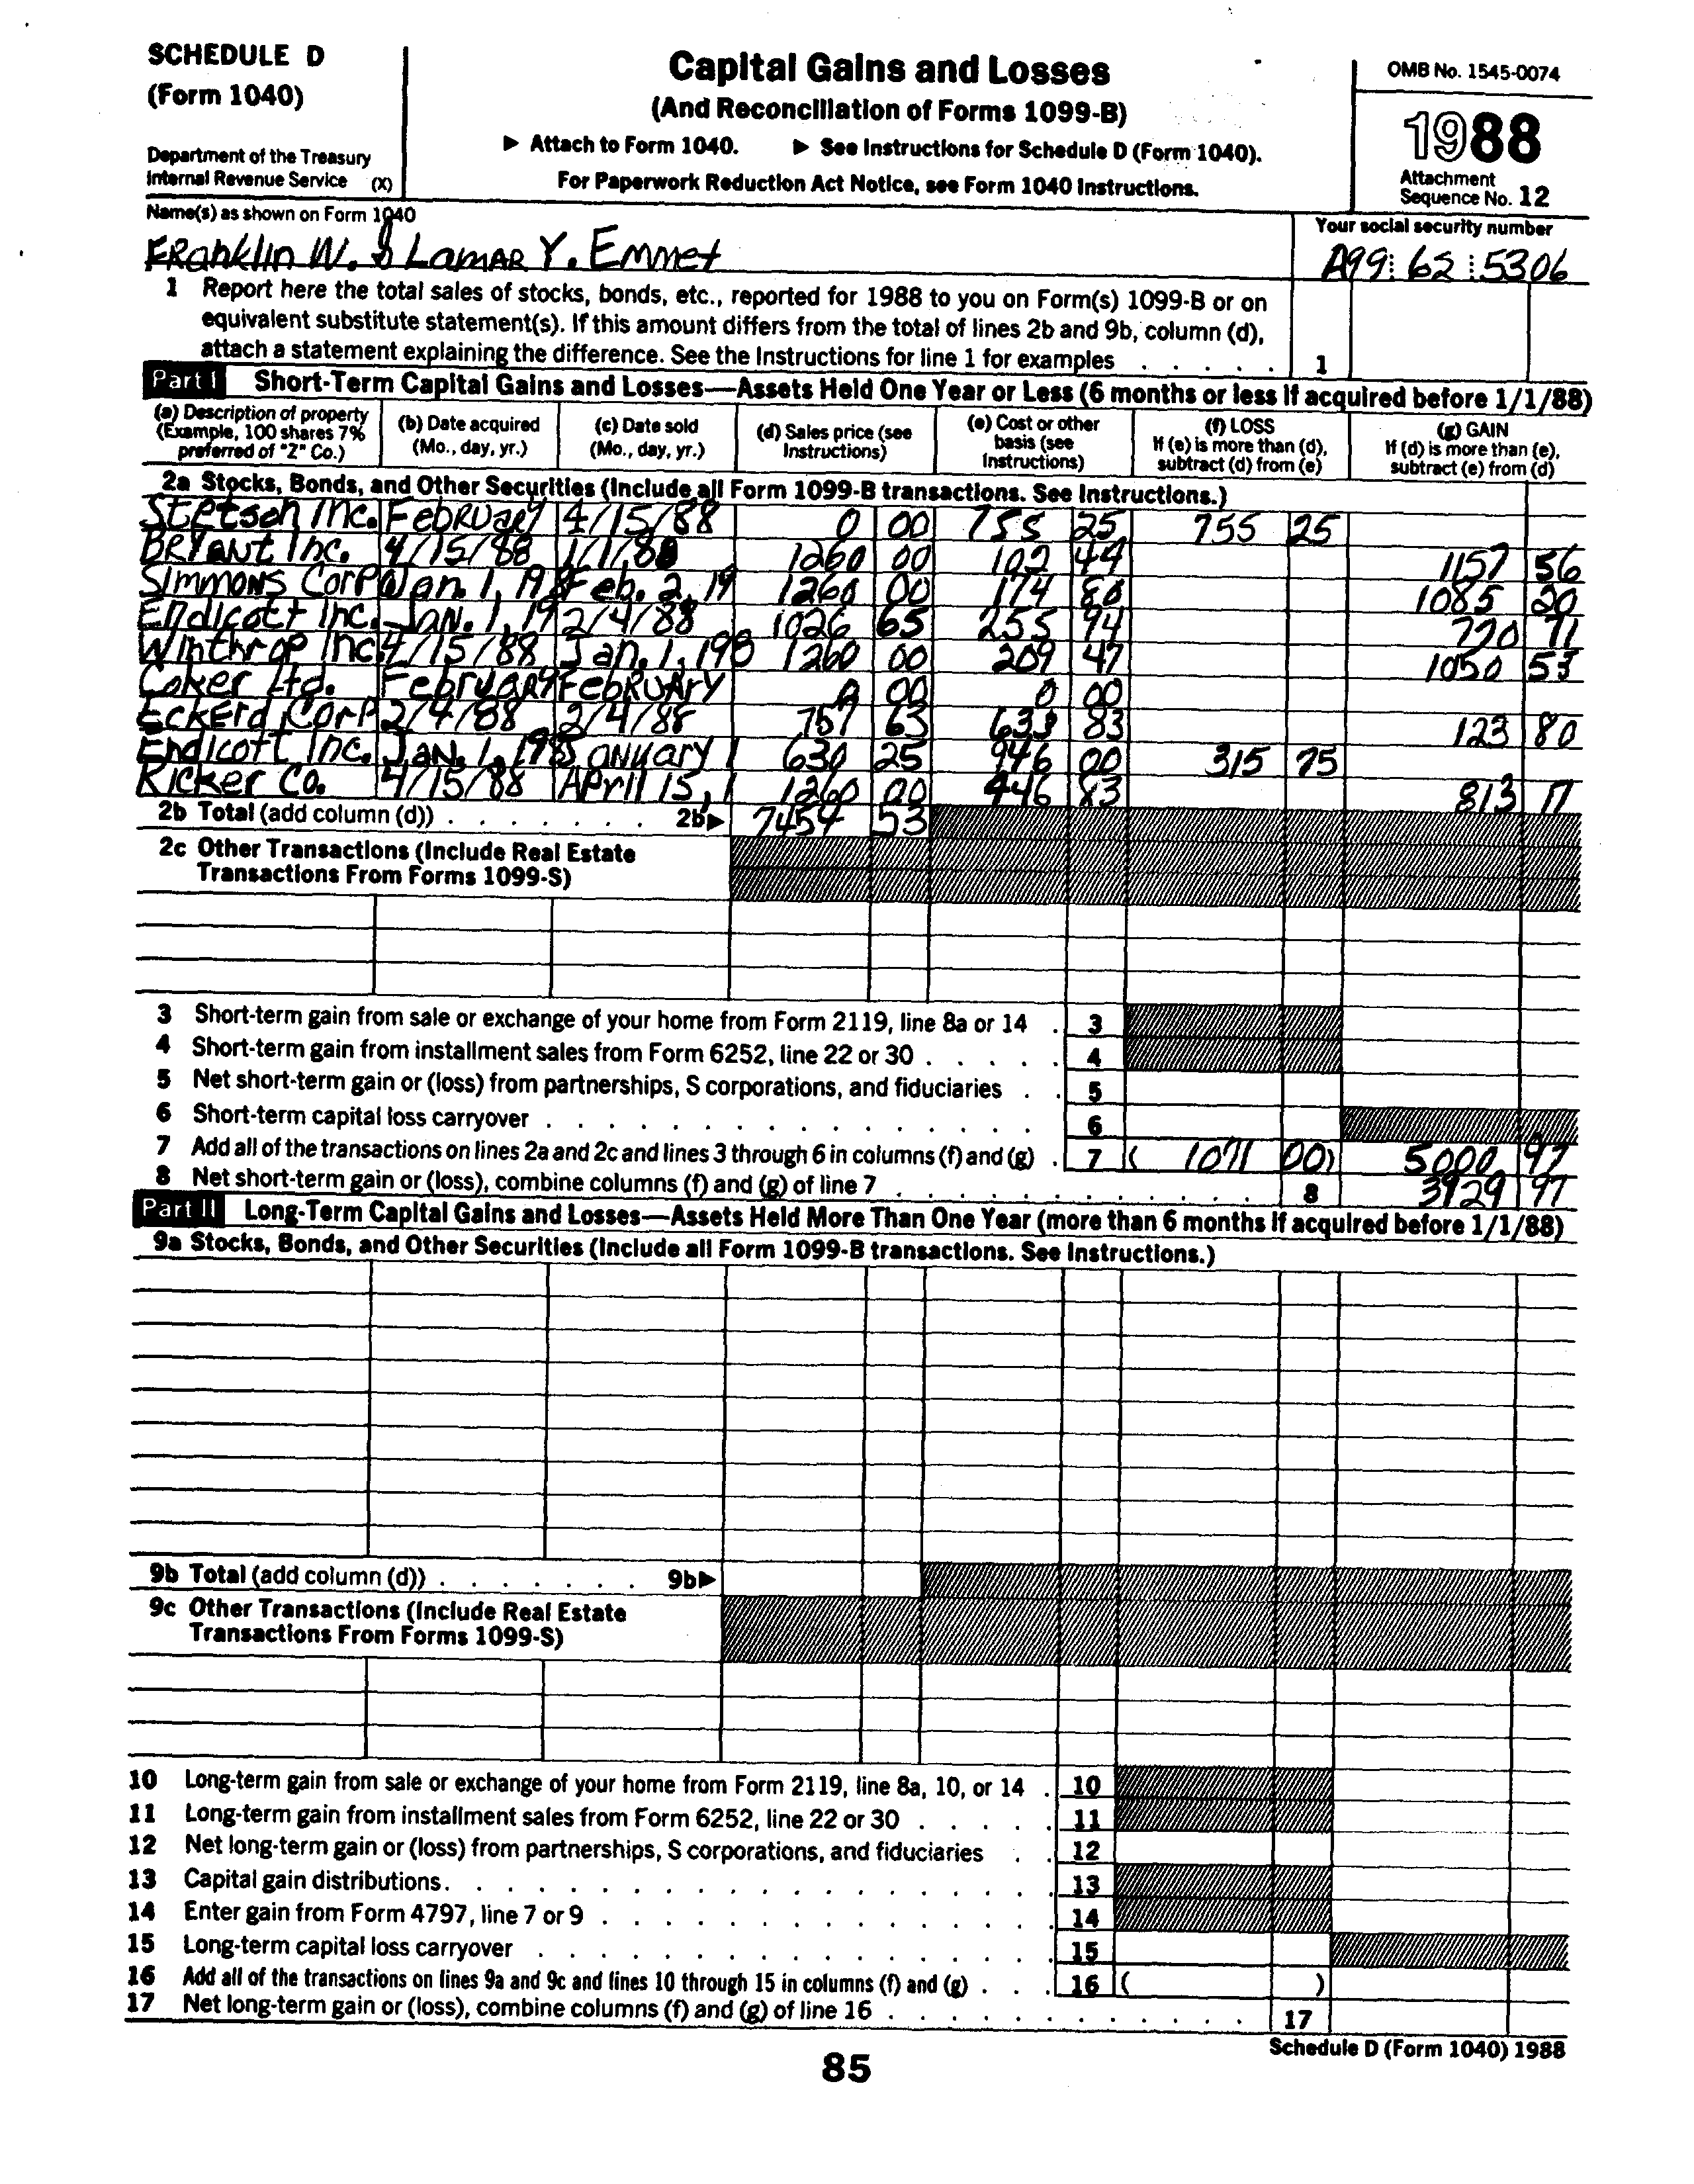 SCHEDULE D
(Form 1040)
Department of the Treasury
Internal Revenue Service (X)
Capital Gains and Losses
(And Reconciliation of Forms 1099-B)
▶ Attach to Form 1040. ▶ See Instructions for Schedule D (Form 1040).
For Paperwork Reduction Act Notice, see Form 1040 Instructions.
OMB No. 1545-0074
1988
Attachment
Sequence No. 12
Name(s) as shown on Form 1040
Franklin W. & Lamar Y. Emmet
Your social security number
A99 62 5306
1 Report here the total sales of stocks, bonds, etc., reported for 1988 to you on Form(s) 1099-B or on
equivalent substitute statement(s). If this amount differs from the total of lines 2b and 9b, column (d),
attach a statement explaining the difference. See the Instructions for line 1 for examples . . . . . 1
Part I Short-Term Capital Gains and Losses—Assets Held One Year or Less (6 months or less if acquired before 1/1/88)
(a) Description of property
(Example, 100 shares 7%
preferred of "Z" Co.)
(b) Date acquired
(Mo., day, yr.)
(c) Date sold
(Mo., day, yr.)
(d) Sales price (see
Instructions)
(e) Cost or other
basis (see
Instructions)
(f) LOSS
If (e) is more than (d),
subtract (d) from (e)
(g) GAIN
If (d) is more than (e),
subtract (e) from (d)
2a Stocks, Bonds, and Other Securities (Include all Form 1099-B transactions. See Instructions.)
Stetson Inc. February 4/15/88 0 00 755 25 755 25
Bryant Inc. 4/15/88 1/1/88 1260 00 102 44 1157 56
Simmons Corp Jan. 1, 198 Feb. 2, 19 1260 00 174 80 1085 20
Endicott Inc. Jan. 1, 19 2/4/88 1026 65 255 94 770 71
Winthrop Inc. 4/15/88 Jan. 1, 198 1260 00 209 47 1050 53
Coker Ltd. February February 0 00 0 00
Eckerd Corp 2/4/88 2/4/88 757 63 633 83 123 80
Endicott Inc. Jan. 1, 198 January 1 630 25 946 00 315 75
Ricker Co. 4/15/88 April 15, 1 1260 00 446 83 813 17
2b Total (add column (d)) . . . . . . . 2b▶ 7454 53
2c Other Transactions (Include Real Estate
Transactions From Forms 1099-S)
3 Short-term gain from sale or exchange of your home from Form 2119, line 8a or 14 . 3
4 Short-term gain from installment sales from Form 6252, line 22 or 30 . . . . . 4
5 Net short-term gain or (loss) from partnerships, S corporations, and fiduciaries . . 5
6 Short-term capital loss carryover . . . . . . . . . . . . . . . . 6
7 Add all of the transactions on lines 2a and 2c and lines 3 through 6 in columns (f) and (g) . 7 ( 1071 00) 5000 97
8 Net short-term gain or (loss), combine columns (f) and (g) of line 7 . . . . . . . . . . . . 8 3929 97
Part II Long-Term Capital Gains and Losses—Assets Held More Than One Year (more than 6 months if acquired before 1/1/88)
9a Stocks, Bonds, and Other Securities (Include all Form 1099-B transactions. See Instructions.)
9b Total (add column (d)) . . . . . . . 9b▶
9c Other Transactions (Include Real Estate
Transactions From Forms 1099-S)
10 Long-term gain from sale or exchange of your home from Form 2119, line 8a, 10, or 14 . 10
11 Long-term gain from installment sales from Form 6252, line 22 or 30 . . . . . 11
12 Net long-term gain or (loss) from partnerships, S corporations, and fiduciaries . . 12
13 Capital gain distributions. . . . . . . . . . . . . . . . . . . 13
14 Enter gain from Form 4797, line 7 or 9 . . . . . . . . . . . . . . 14
15 Long-term capital loss carryover . . . . . . . . . . . . . . . . 15
16 Add all of the transactions on lines 9a and 9c and lines 10 through 15 in columns (f) and (g) . . . 16 ( )
17 Net long-term gain or (loss), combine columns (f) and (g) of line 16 . . . . . . . . . . . . 17
Schedule D (Form 1040) 1988
85